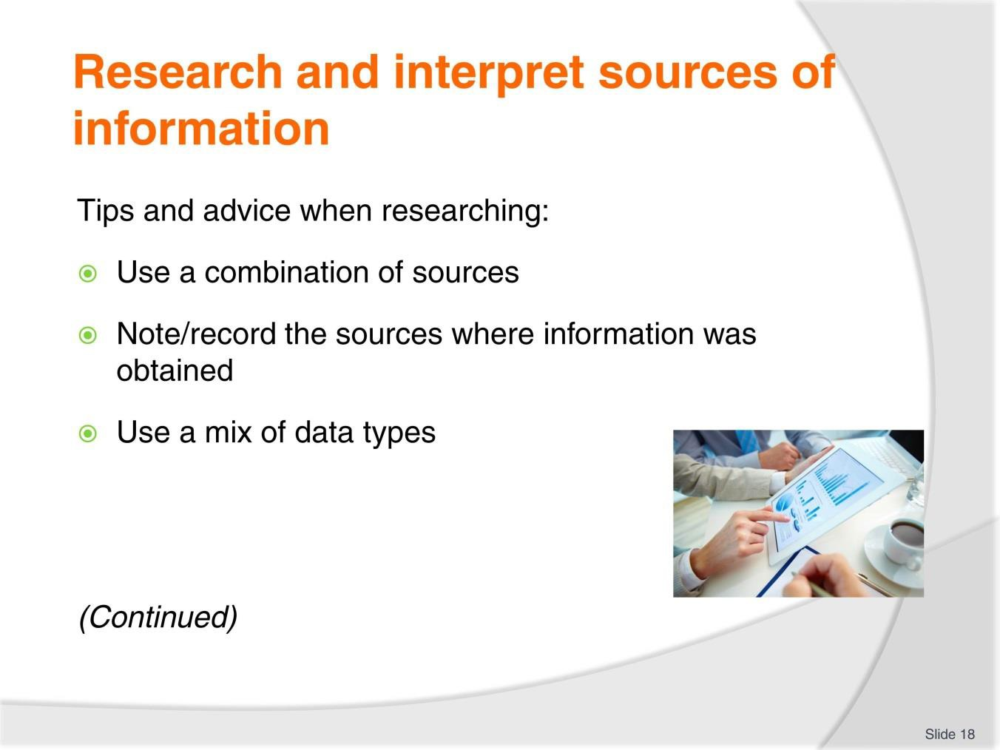 Research and interpret sources of
information
Tips and advice when researching:
Use a combination of sources
Note/record the sources where information was
obtained
Use a mix of data types
(Continued)
Slide 18